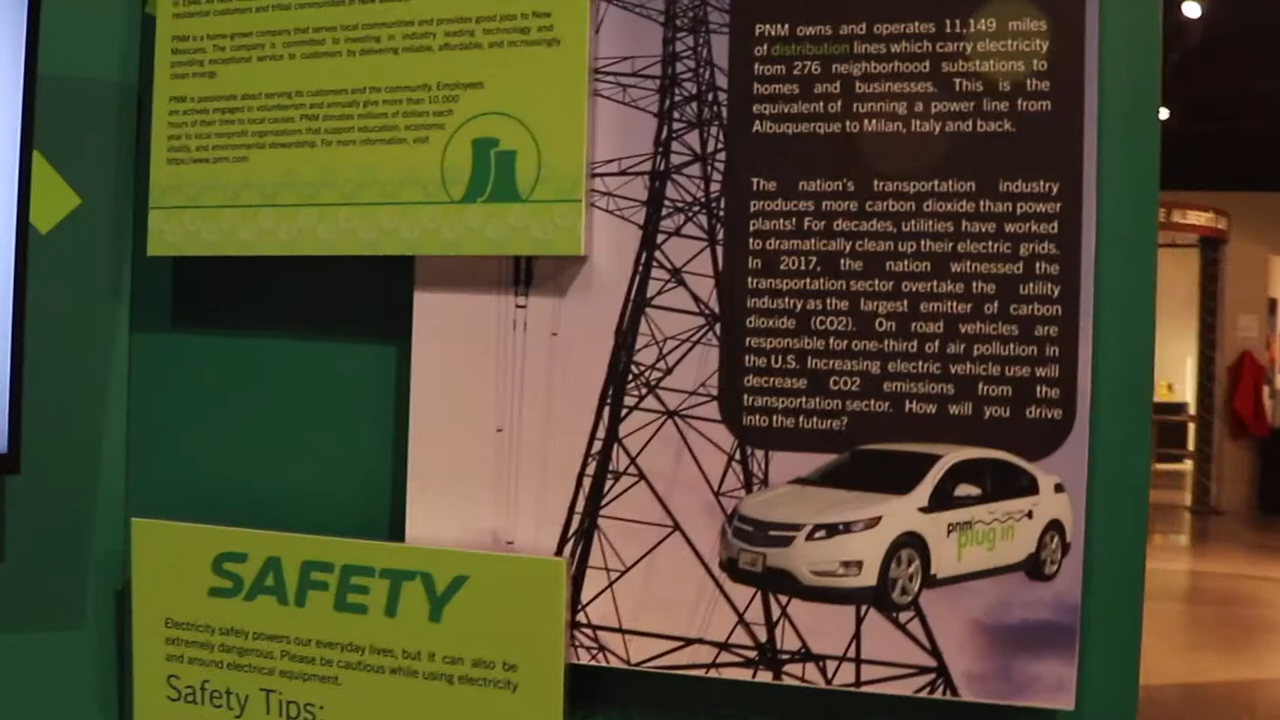 residential customers and tribal communities in New Mexico
PNM is a home-grown company that serves local communities and provides good jobs to New
Mexicans. The company is committed to investing in industry leading technology and
providing exceptional service to customers by delivering reliable, affordable, and increasingly
clean energy.
PNM is passionate about serving its customers and the community. Employees
are actively engaged in volunteerism and annually give more than 10,000
hours of their time to local causes. PNM donates millions of dollars each
year to local nonprofit organizations that support education, economic
vitality, and environmental stewardship. For more information, visit
https://www.pnm.com
PNM owns and operates 11,149 miles
of distribution lines which carry electricity
from 276 neighborhood substations to
homes and businesses. This is the
equivalent of running a power line from
Albuquerque to Milan, Italy and back.
The nation's transportation industry
produces more carbon dioxide than power
plants! For decades, utilities have worked
to dramatically clean up their electric grids.
In 2017, the nation witnessed the
transportation sector overtake the utility
industry as the largest emitter of carbon
dioxide (CO2). On road vehicles are
responsible for one-third of air pollution in
the U.S. Increasing electric vehicle use will
decrease CO2 emissions from the
transportation sector. How will you drive
into the future?
pnm
plug in
SAFETY
Electricity safely powers our everyday lives, but it can also be
extremely dangerous. Please be cautious while using electricity
and around electrical equipment.
Safety Tips: